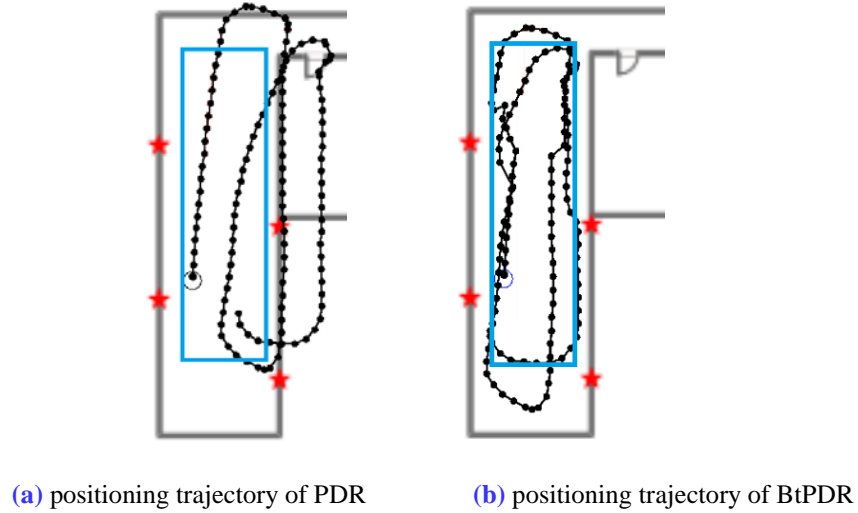 (a) positioning trajectory of PDR
(b) positioning trajectory of BtPDR